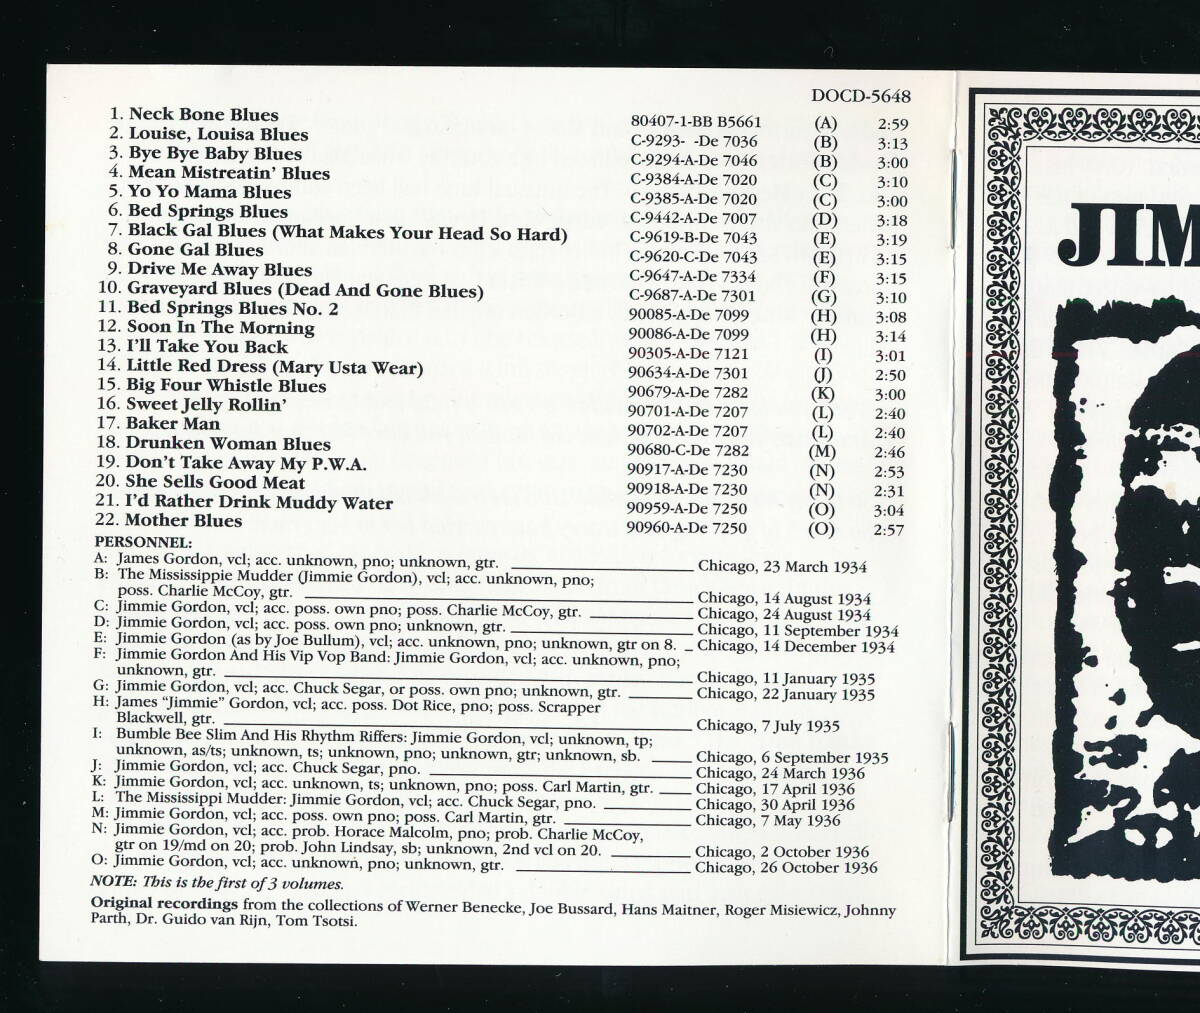 DOCD-5648
1. Neck Bone Blues 80407-1-BB B5661 (A) 2:59
2. Louise, Louisa Blues C-9293- -De 7036 (B) 3:13
3. Bye Bye Baby Blues C-9294-A-De 7046 (B) 3:00
4. Mean Mistreatin' Blues C-9384-A-De 7020 (C) 3:10
5. Yo Yo Mama Blues C-9385-A-De 7020 (C) 3:00
6. Bed Springs Blues C-9442-A-De 7007 (D) 3:18
7. Black Gal Blues (What Makes Your Head So Hard) C-9619-B-De 7043 (E) 3:19
8. Gone Gal Blues C-9620-C-De 7043 (E) 3:15
9. Drive Me Away Blues C-9647-A-De 7334 (F) 3:15
10. Graveyard Blues (Dead And Gone Blues) C-9687-A-De 7301 (G) 3:10
11. Bed Springs Blues No. 2 90085-A-De 7099 (H) 3:08
12. Soon In The Morning 90086-A-De 7099 (H) 3:14
13. I'll Take You Back 90305-A-De 7121 (I) 3:01
14. Little Red Dress (Mary Usta Wear) 90634-A-De 7301 (J) 2:50
15. Big Four Whistle Blues 90679-A-De 7282 (K) 3:00
16. Sweet Jelly Rollin' 90701-A-De 7207 (L) 2:40
17. Baker Man 90702-A-De 7207 (L) 2:40
18. Drunken Woman Blues 90680-C-De 7282 (M) 2:46
19. Don't Take Away My P.W.A. 90917-A-De 7230 (N) 2:53
20. She Sells Good Meat 90918-A-De 7230 (N) 2:31
21. I'd Rather Drink Muddy Water 90959-A-De 7250 (O) 3:04
22. Mother Blues 90960-A-De 7250 (O) 2:57
PERSONNEL:
A: James Gordon, vcl; acc. unknown, pno; unknown, gtr. Chicago, 23 March 1934
B: The Mississippie Mudder (Jimmie Gordon), vcl; acc. unknown, pno;
poss. Charlie McCoy, gtr. Chicago, 14 August 1934
C: Jimmie Gordon, vcl; acc. poss. own pno; poss. Charlie McCoy, gtr. Chicago, 24 August 1934
D: Jimmie Gordon, vcl; acc. poss. own pno; unknown, gtr. Chicago, 11 September 1934
E: Jimmie Gordon (as by Joe Bullum), vcl; acc. unknown, pno; unknown, gtr on 8. Chicago, 14 December 1934
F: Jimmie Gordon And His Vip Vop Band: Jimmie Gordon, vcl; acc. unknown, pno;
unknown, gtr. Chicago, 11 January 1935
G: Jimmie Gordon, vcl; acc. Chuck Segar, or poss. own pno; unknown, gtr. Chicago, 22 January 1935
H: James "Jimmie" Gordon, vcl; acc. poss. Dot Rice, pno; poss. Scrapper
Blackwell, gtr. Chicago, 7 July 1935
I: Bumble Bee Slim And His Rhythm Riffers: Jimmie Gordon, vcl; unknown, tp;
unknown, as/ts; unknown, ts; unknown, pno; unknown, gtr; unknown, sb. Chicago, 6 September 1935
J: Jimmie Gordon, vcl; acc. Chuck Segar, pno. Chicago, 24 March 1936
K: Jimmie Gordon, vcl; acc. unknown, ts; unknown, pno; poss. Carl Martin, gtr. Chicago, 17 April 1936
L: The Mississippi Mudder: Jimmie Gordon, vcl; acc. Chuck Segar, pno. Chicago, 30 April 1936
M: Jimmie Gordon, vcl; acc. poss. own pno; poss. Carl Martin, gtr. Chicago, 7 May 1936
N: Jimmie Gordon, vcl; acc. prob. Horace Malcolm, pno; prob. Charlie McCoy,
gtr on 19/md on 20; prob. John Lindsay, sb; unknown, 2nd vcl on 20. Chicago, 2 October 1936
O: Jimmie Gordon, vcl; acc. unknown, pno; unknown, gtr. Chicago, 26 October 1936
NOTE: This is the first of 3 volumes.
Original recordings from the collections of Werner Benecke, Joe Bussard, Hans Maitner, Roger Misiewicz, Johnny
Parth, Dr. Guido van Rijn, Tom Tsotsi.
JIM